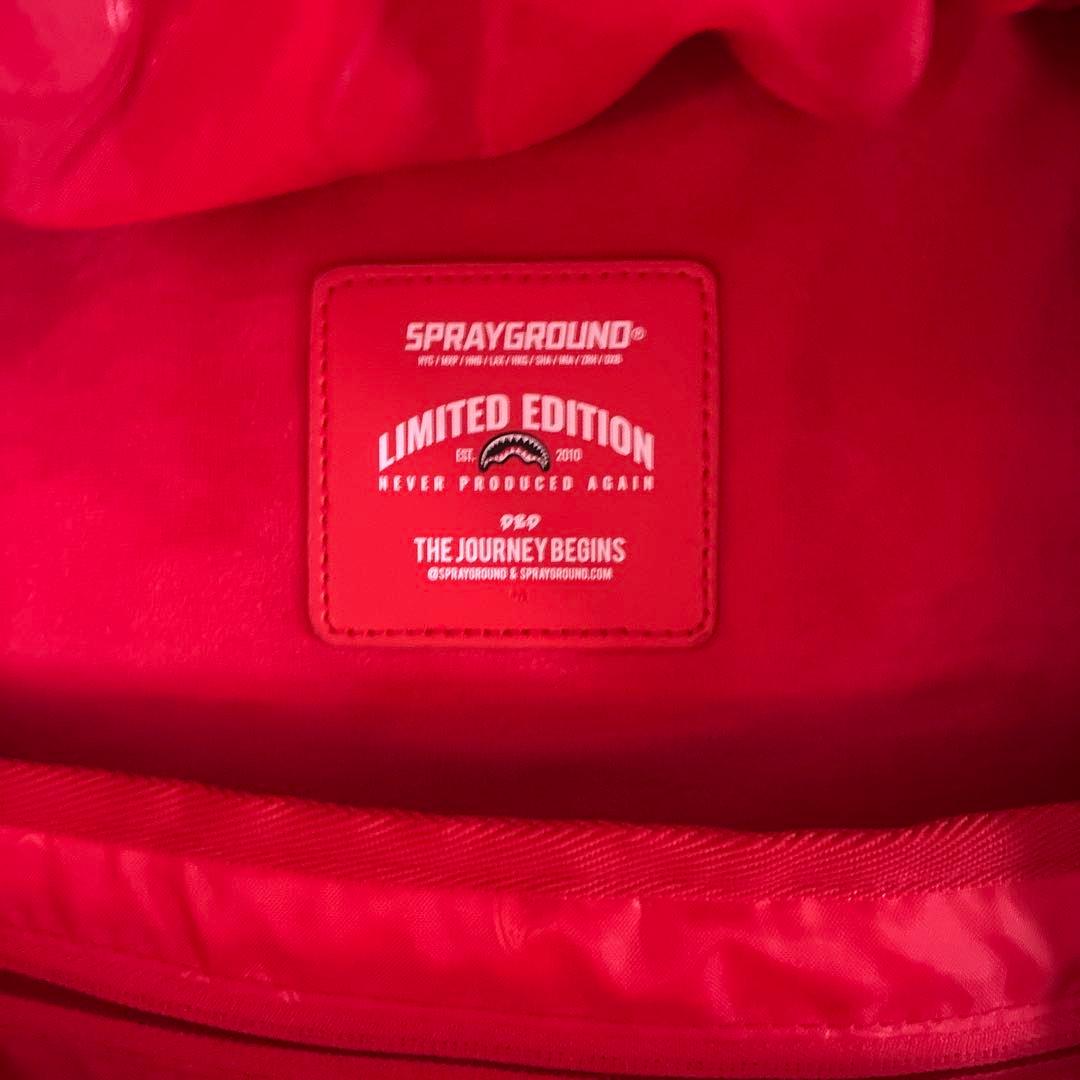 SPRAYGROUND®
LIMITED EDITION
EST. 2010
NEVER PRODUCED AGAIN
THE JOURNEY BEGINS
@SPRAYGROUND & SPRAYGROUND.COM